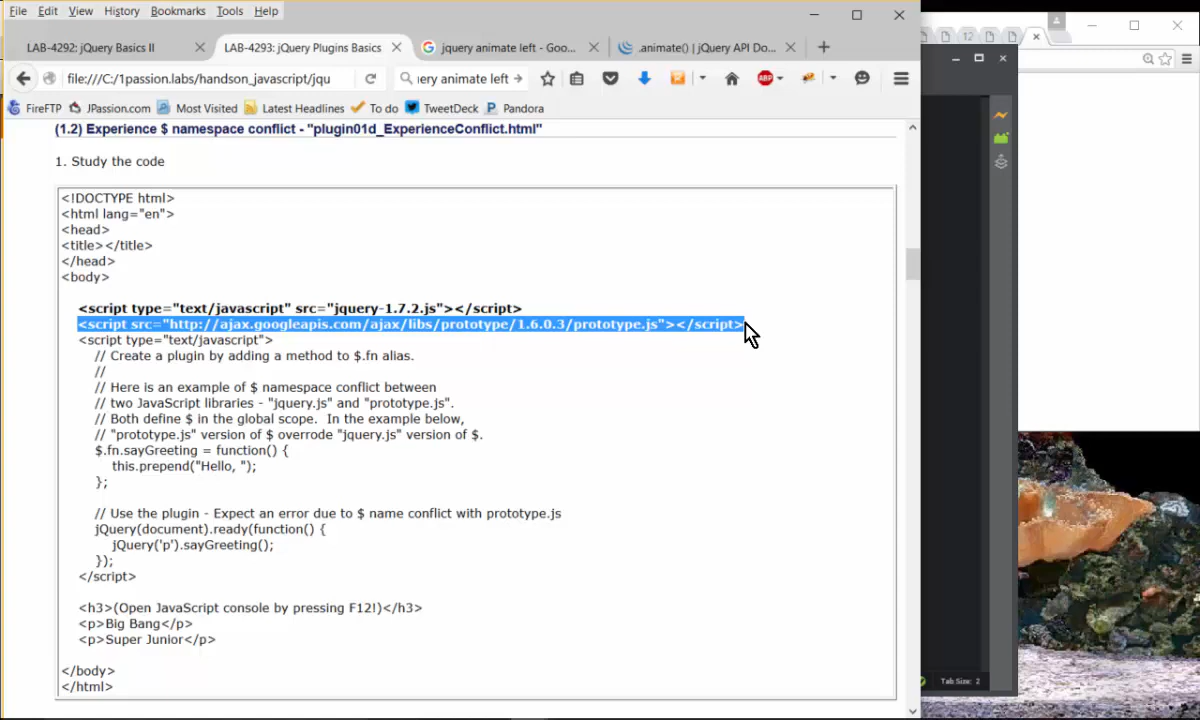 File Edit View History Bookmarks Tools Help
LAB-4292: jQuery Basics II
LAB-4293: jQuery Plugins Basics
jquery animate left - Goo...
.animate() | jQuery API Do...
12
file:///C:/1passion.labs/handson_javascript/jqu
ıery animate left
ABP
FireFTP JPassion.com Most Visited Latest Headlines To do TweetDeck Pandora
(1.2) Experience $ namespace conflict - "plugin01d_ExperienceConflict.html"
1. Study the code
<!DOCTYPE html>
<html lang="en">
<head>
<title></title>
</head>
<body>
<script type="text/javascript" src="jquery-1.7.2.js"></script>
<script src="http://ajax.googleapis.com/ajax/libs/prototype/1.6.0.3/prototype.js"></script>
<script type="text/javascript">
// Create a plugin by adding a method to $.fn alias.
//
// Here is an example of $ namespace conflict between
// two JavaScript libraries - "jquery.js" and "prototype.js".
// Both define $ in the global scope.  In the example below,
// "prototype.js" version of $ overrode "jquery.js" version of $.
$.fn.sayGreeting = function() {
this.prepend("Hello, ");
};
// Use the plugin - Expect an error due to $ name conflict with prototype.js
jQuery(document).ready(function() {
jQuery('p').sayGreeting();
});
</script>
<h3>(Open JavaScript console by pressing F12!)</h3>
<p>Big Bang</p>
<p>Super Junior</p>
</body>
</html>
Tab Size: 2